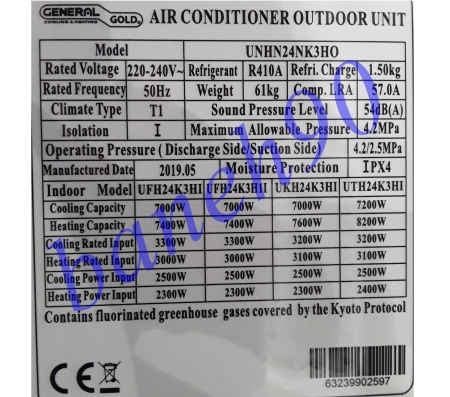 GENERAL GOLD AIR CONDITIONER OUTDOOR UNIT
COOLING & HEATING
Model UNHN24NK3HO
Rated Voltage 220-240V~ Refrigerant R410A Refri. Charge 1.50kg
Rated Frequency 50Hz Weight 61kg Comp. LRA 57.0A
Climate Type T1 Sound Pressure Level 54dB(A)
Isolation I Maximum Allowable Pressure 4.2MPa
Operating Pressure ( Discharge Side/Suction Side) 4.2/2.5MPa
Manufactured Date 2019.05 Moisture Protection IPX4
Indoor Model UFH24K3HI UFH24K3H1I UKH24K3HI UTH24K3HI
Cooling Capacity 7000W 7000W 7000W 7200W
Heating Capacity 7400W 7400W 7600W 8200W
Cooling Rated Input 3300W 3300W 3200W 3200W
Heating Rated Input 3000W 3000W 3100W 3100W
Cooling Power Input 2500W 2500W 2500W 2500W
Heating Power Input 2300W 2300W 2300W 2400W
Contains fluorinated greenhouse gases covered by the Kyoto Protocol
CE
63239902597
baneh90